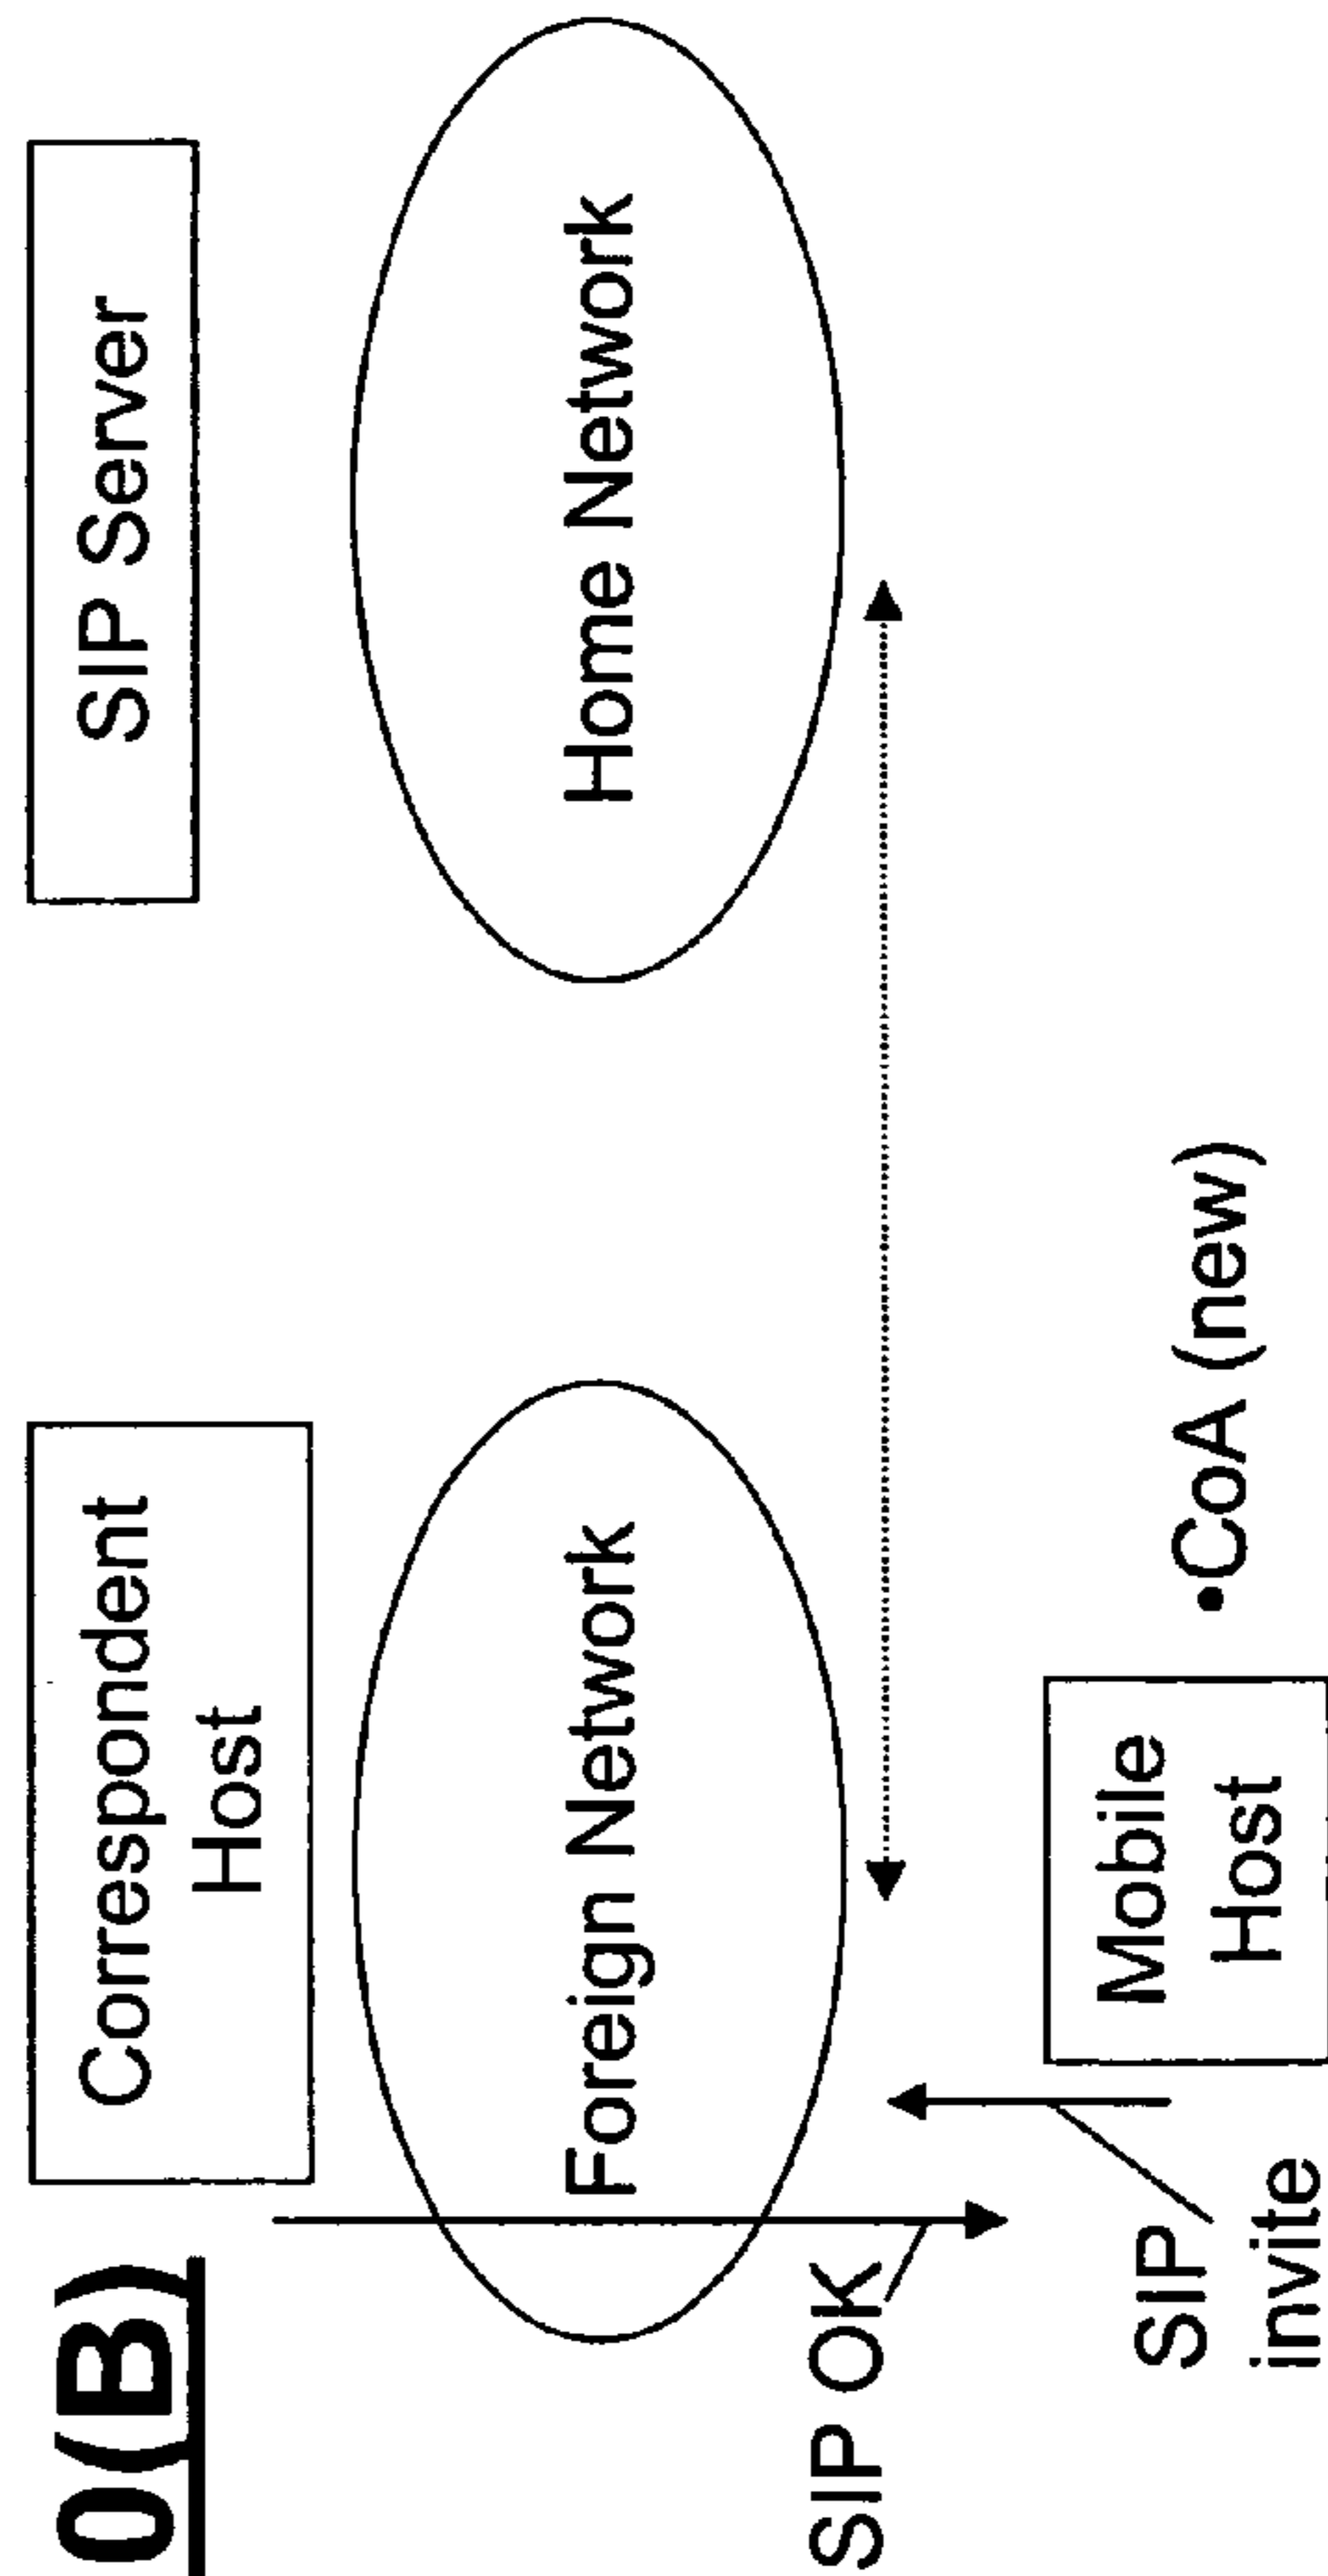 0(B)
Correspondent
Host
SIP Server
Foreign Network
Home Network
SIP OK
Mobile
Host
•CoA (new)
SIP
invite